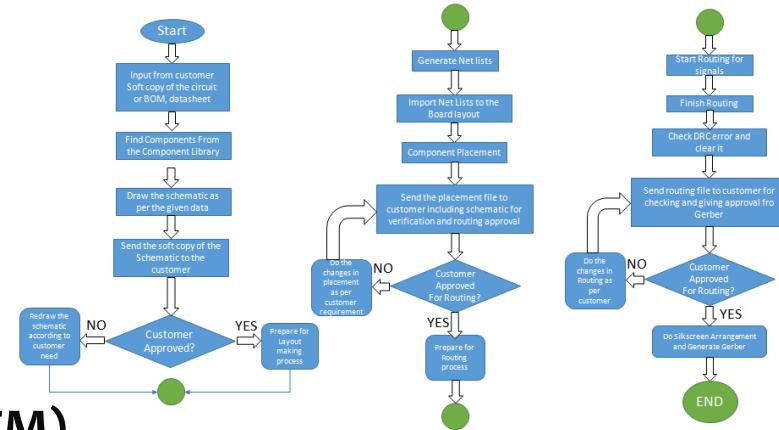 Start
Input from customer
Soft copy of the circuit
or BOM, datasheet
Find Components From
the Component Library
Draw the schematic as
per the given data
Send the soft copy of the
Schematic to the
customer
Customer
Approved?
NO
YES
Redraw the
schematic
according to
customer
need
Prepare for
Layout
making
process
Generate Net lists
Import Net Lists to the
Board layout
Component Placement
Send the placement file to
customer including schematic for
verification and routing approval
Customer
Approved
For Routing?
NO
Do the
changes in
placement as
per customer
requirement
YES
Prepare for
Routing
process
Start Routing for
signals
Finish Routing
Check DRC error and
clear it
Send routing file to customer for
checking and giving approval fro
Gerber
Customer
Approved
For Routing?
NO
Do the
changes in
Routing as
per
customer
YES
Do Silkscreen Arrangement
and Generate Gerber
END